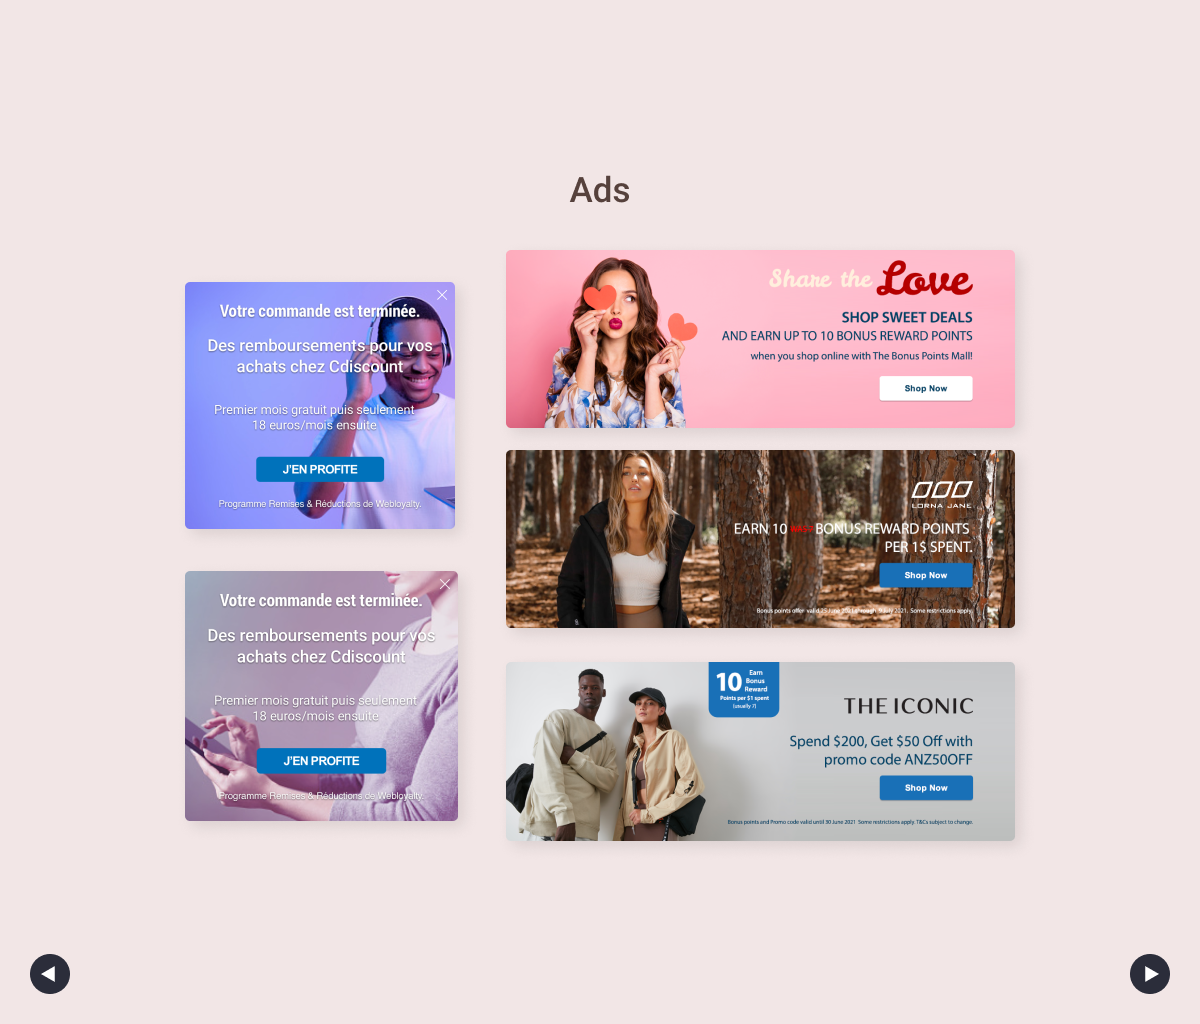 Ads
Votre commande est terminée.
Des remboursements pour vos
achats chez Cdiscount
Premier mois gratuit puis seulement
18 euros/mois ensuite
J'EN PROFITE
Programme Remises & Réductions de Webloyalty.
Votre commande est terminée.
Des remboursements pour vos
achats chez Cdiscount
Premier mois gratuit puis seulement
18 euros/mois ensuite
J'EN PROFITE
Programme Remises & Réductions de Webloyalty.
Share the Love
SHOP SWEET DEALS
AND EARN UP TO 10 BONUS REWARD POINTS
when you shop online with The Bonus Points Mall!
Shop Now
LORNA JANE
EARN 10 BONUS REWARD POINTS
PER 1$ SPENT.
Shop Now
Bonus points offer valid 25 June 2021 through July 2021. Some restrictions apply.
10 Earn
Bonus
Reward
Points per $1 spent
(usually 7)
THE ICONIC
Spend $200, Get $50 Off with
promo code ANZ50OFF
Shop Now
Bonus points and Promo code valid until 30 June 2021 Some restrictions apply. T&Cs subject to change.